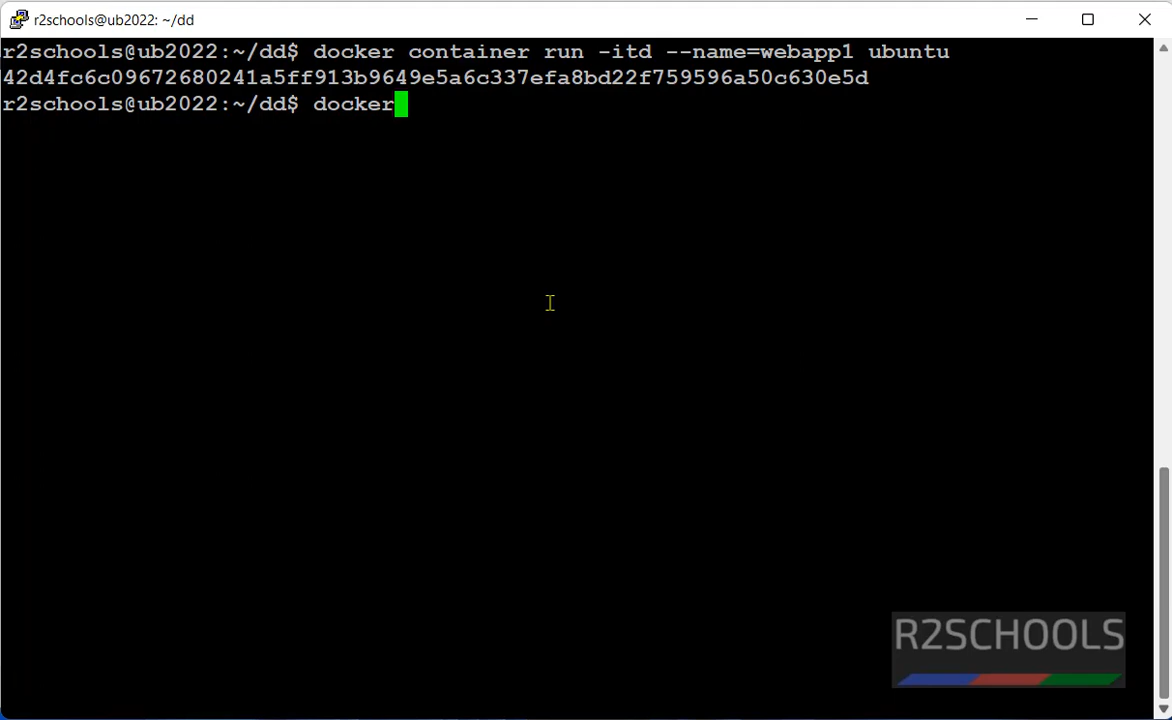 r2schools@ub2022: ~/dd
r2schools@ub2022:~/dd$ docker container run -itd --name=webapp1 ubuntu
42d4fc6c09672680241a5ff913b9649e5a6c337efa8bd22f759596a50c630e5d
r2schools@ub2022:~/dd$ docker
R2SCHOOLS